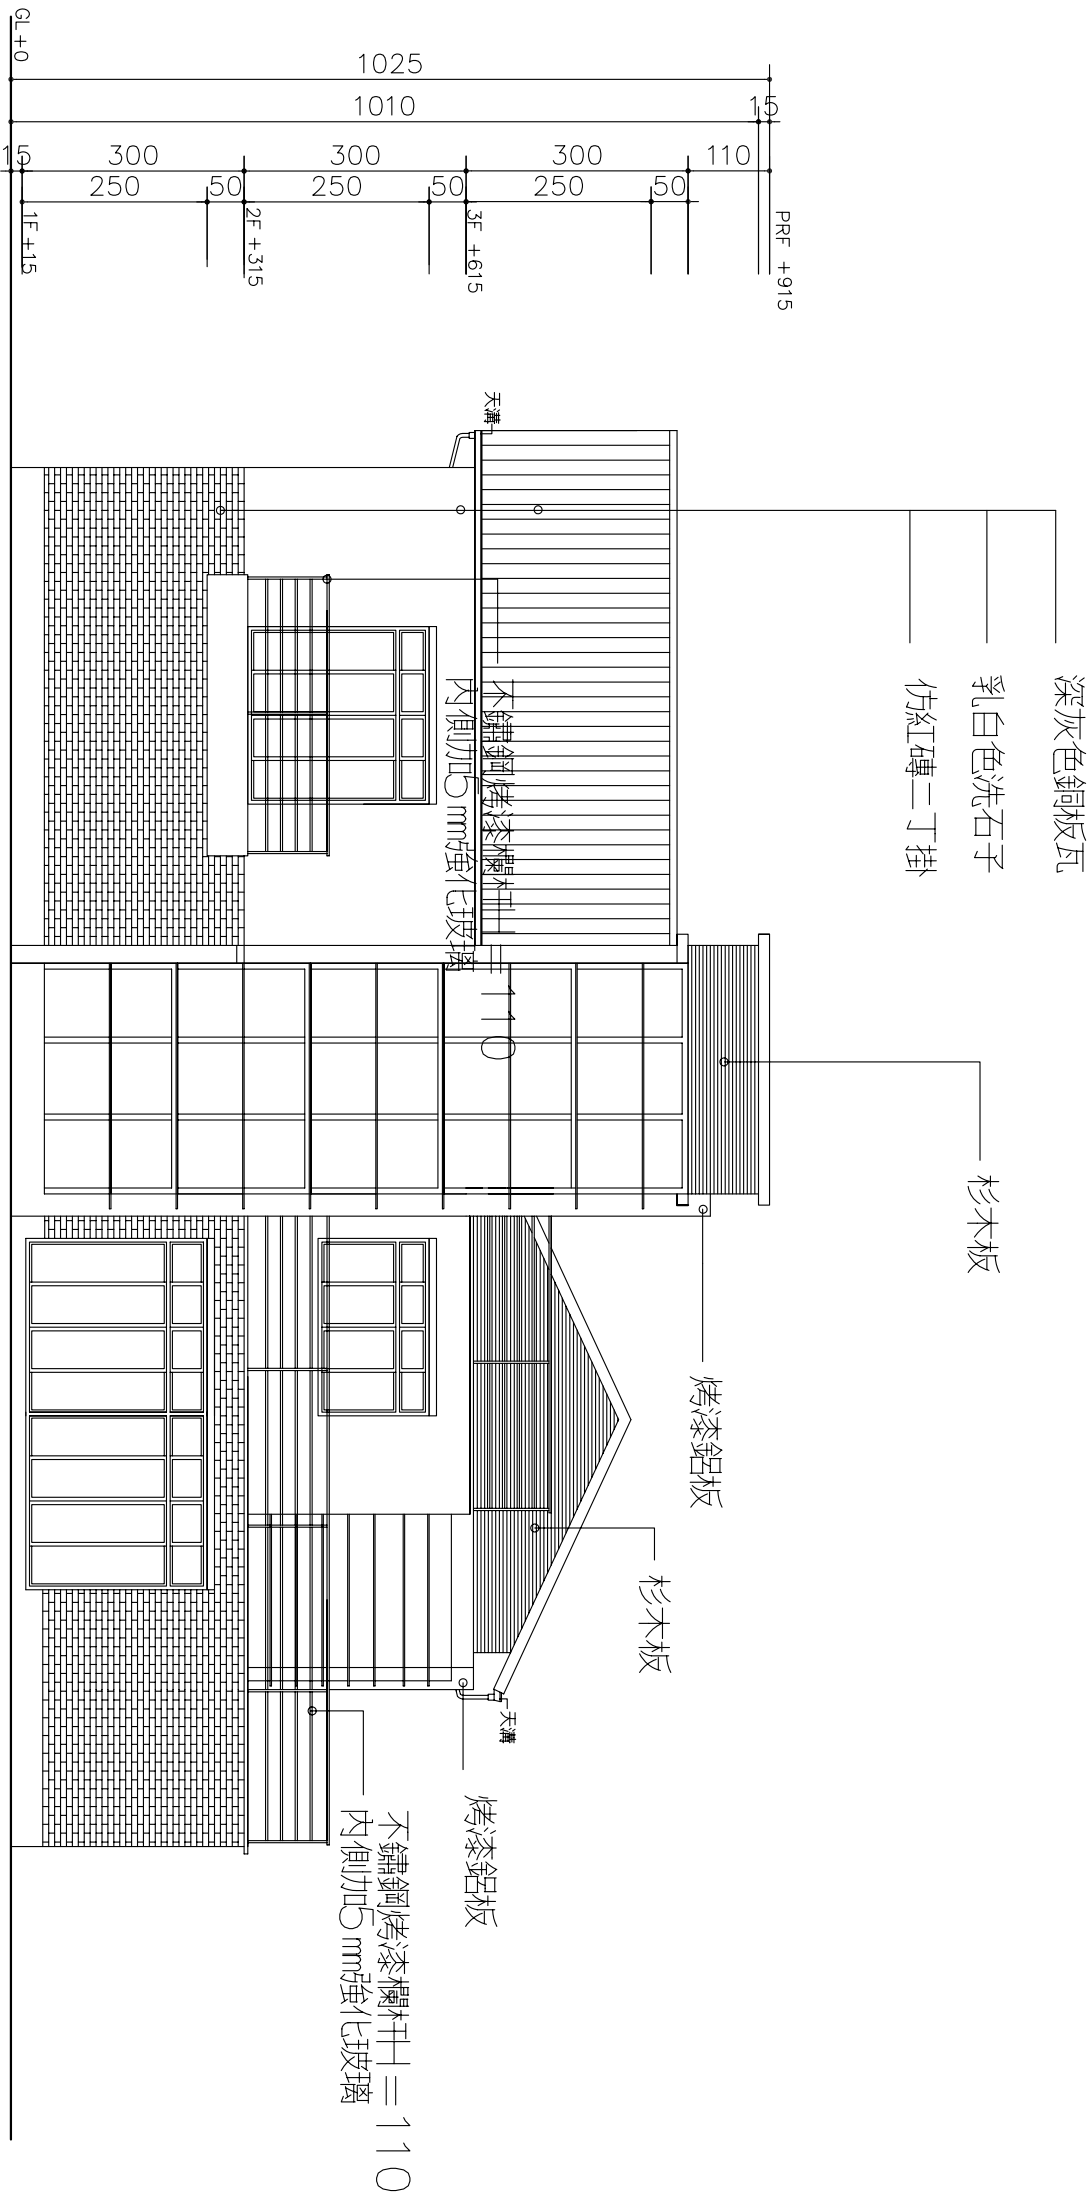 深灰色銅板瓦
乳白色洗石子
仿紅磚二丁掛
杉木板
烤漆鋁板
杉木板
烤漆鋁板
不鏽鋼烤漆欄杆H=110
內側加5mm強化玻璃
不鏽鋼烤漆欄杆H=110
內側加5mm強化玻璃
天溝
天溝
PRF +915
3F +615
2F +315
1F +15
GL+0
1025
1010
15
15
300
300
300
110
250
50
250
50
250
50